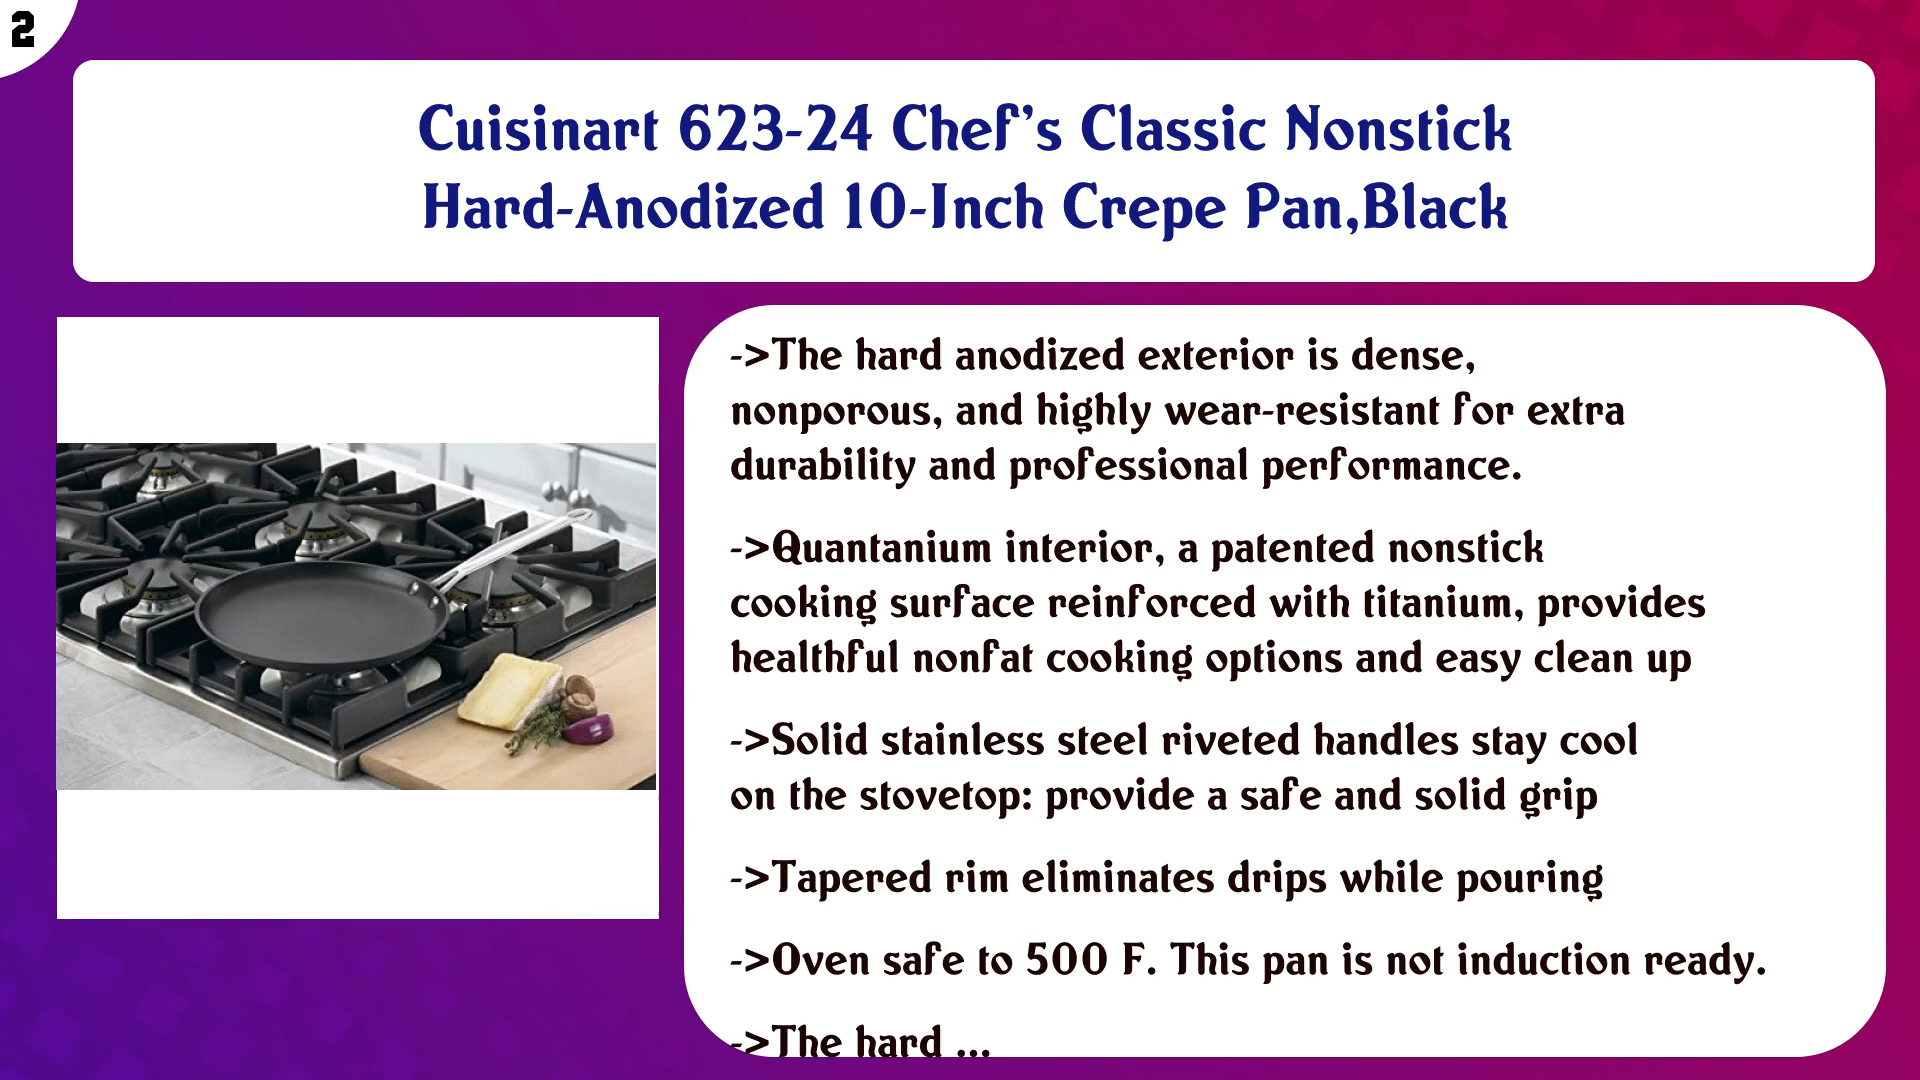 2
Cuisinart 623-24 Chef's Classic Nonstick
Hard-Anodized 10-Inch Crepe Pan,Black
->The hard anodized exterior is dense,
nonporous, and highly wear-resistant for extra
durability and professional performance.
->Quantanium interior, a patented nonstick
cooking surface reinforced with titanium, provides
healthful nonfat cooking options and easy clean up
->Solid stainless steel riveted handles stay cool
on the stovetop: provide a safe and solid grip
->Tapered rim eliminates drips while pouring
->Oven safe to 500 F. This pan is not induction ready.
->The hard ...